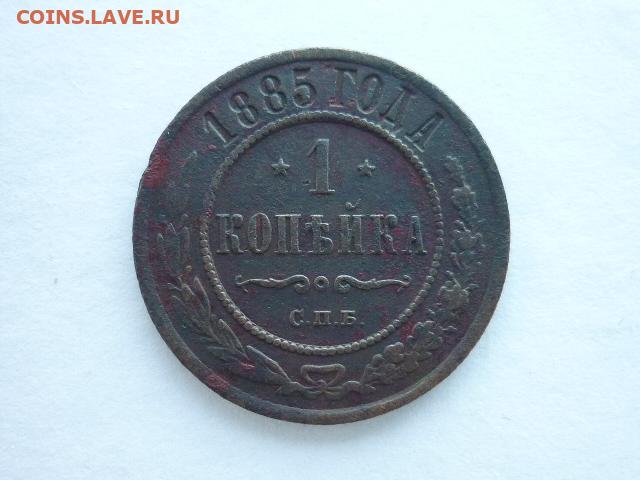 COINS.LAVE.RU
1885 ГОДА
1
КОПѢЙКА
С.П.Б.